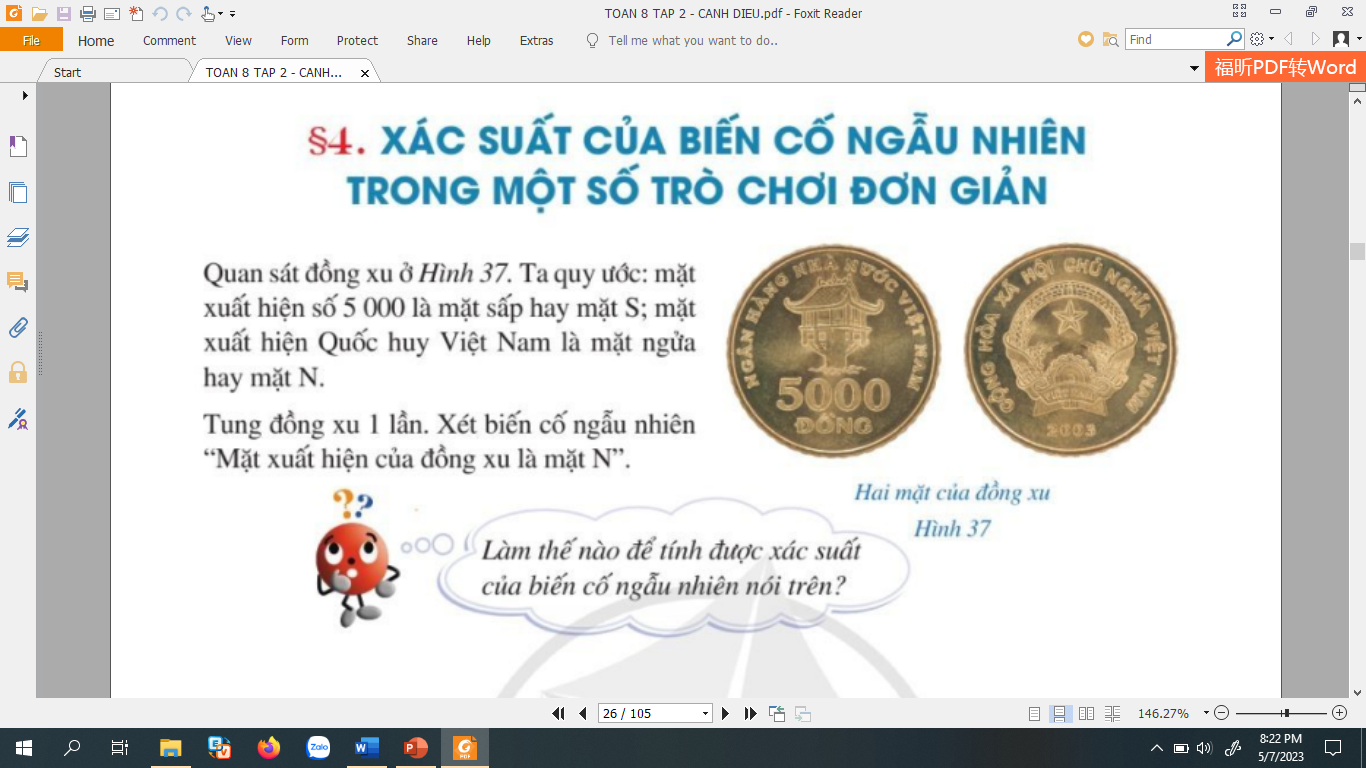 TOAN 8 TAP 2 - CANH DIEU.pdf - Foxit Reader
File Home Comment View Form Protect Share Help Extras Tell me what you want to do.. Find
Start TOAN 8 TAP 2 - CANH... × 福昕PDF转Word
§4. XÁC SUẤT CỦA BIẾN CỐ NGẪU NHIÊN
TRONG MỘT SỐ TRÒ CHƠI ĐƠN GIẢN
Quan sát đồng xu ở Hình 37. Ta quy ước: mặt
xuất hiện số 5 000 là mặt sấp hay mặt S; mặt
xuất hiện Quốc huy Việt Nam là mặt ngửa
hay mặt N.
Tung đồng xu 1 lần. Xét biến cố ngẫu nhiên
“Mặt xuất hiện của đồng xu là mặt N”.
NGÂN HÀNG NHÀ NƯỚC VIỆT NAM
5000
ĐỒNG
CỘNG HÒA XÃ HỘI CHỦ NGHĨA VIỆT NAM
2003
Hai mặt của đồng xu
Hình 37
??
Làm thế nào để tính được xác suất
của biến cố ngẫu nhiên nói trên?
26 / 105 146.27%
Zalo W P PDF
8:22 PM
5/7/2023